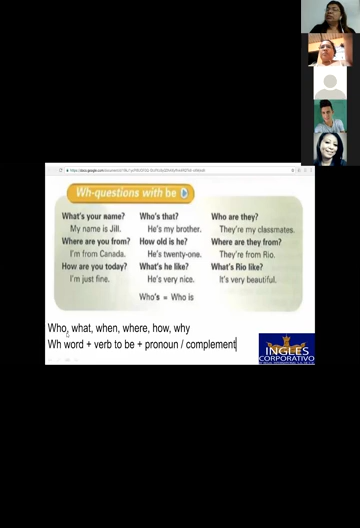 Wh-questions with be
What's your name? Who's that? Who are they?
My name is Jill. He's my brother. They're my classmates.
Where are you from? How old is he? Where are they from?
I'm from Canada. He's twenty-one. They're from Rio.
How are you today? What's he like? What's Rio like?
I'm just fine. He's very nice. It's very beautiful.
Who's = Who is
Who, what, when, where, how, why
Wh word + verb to be + pronoun / complement
INGLES
CORPORATIVO